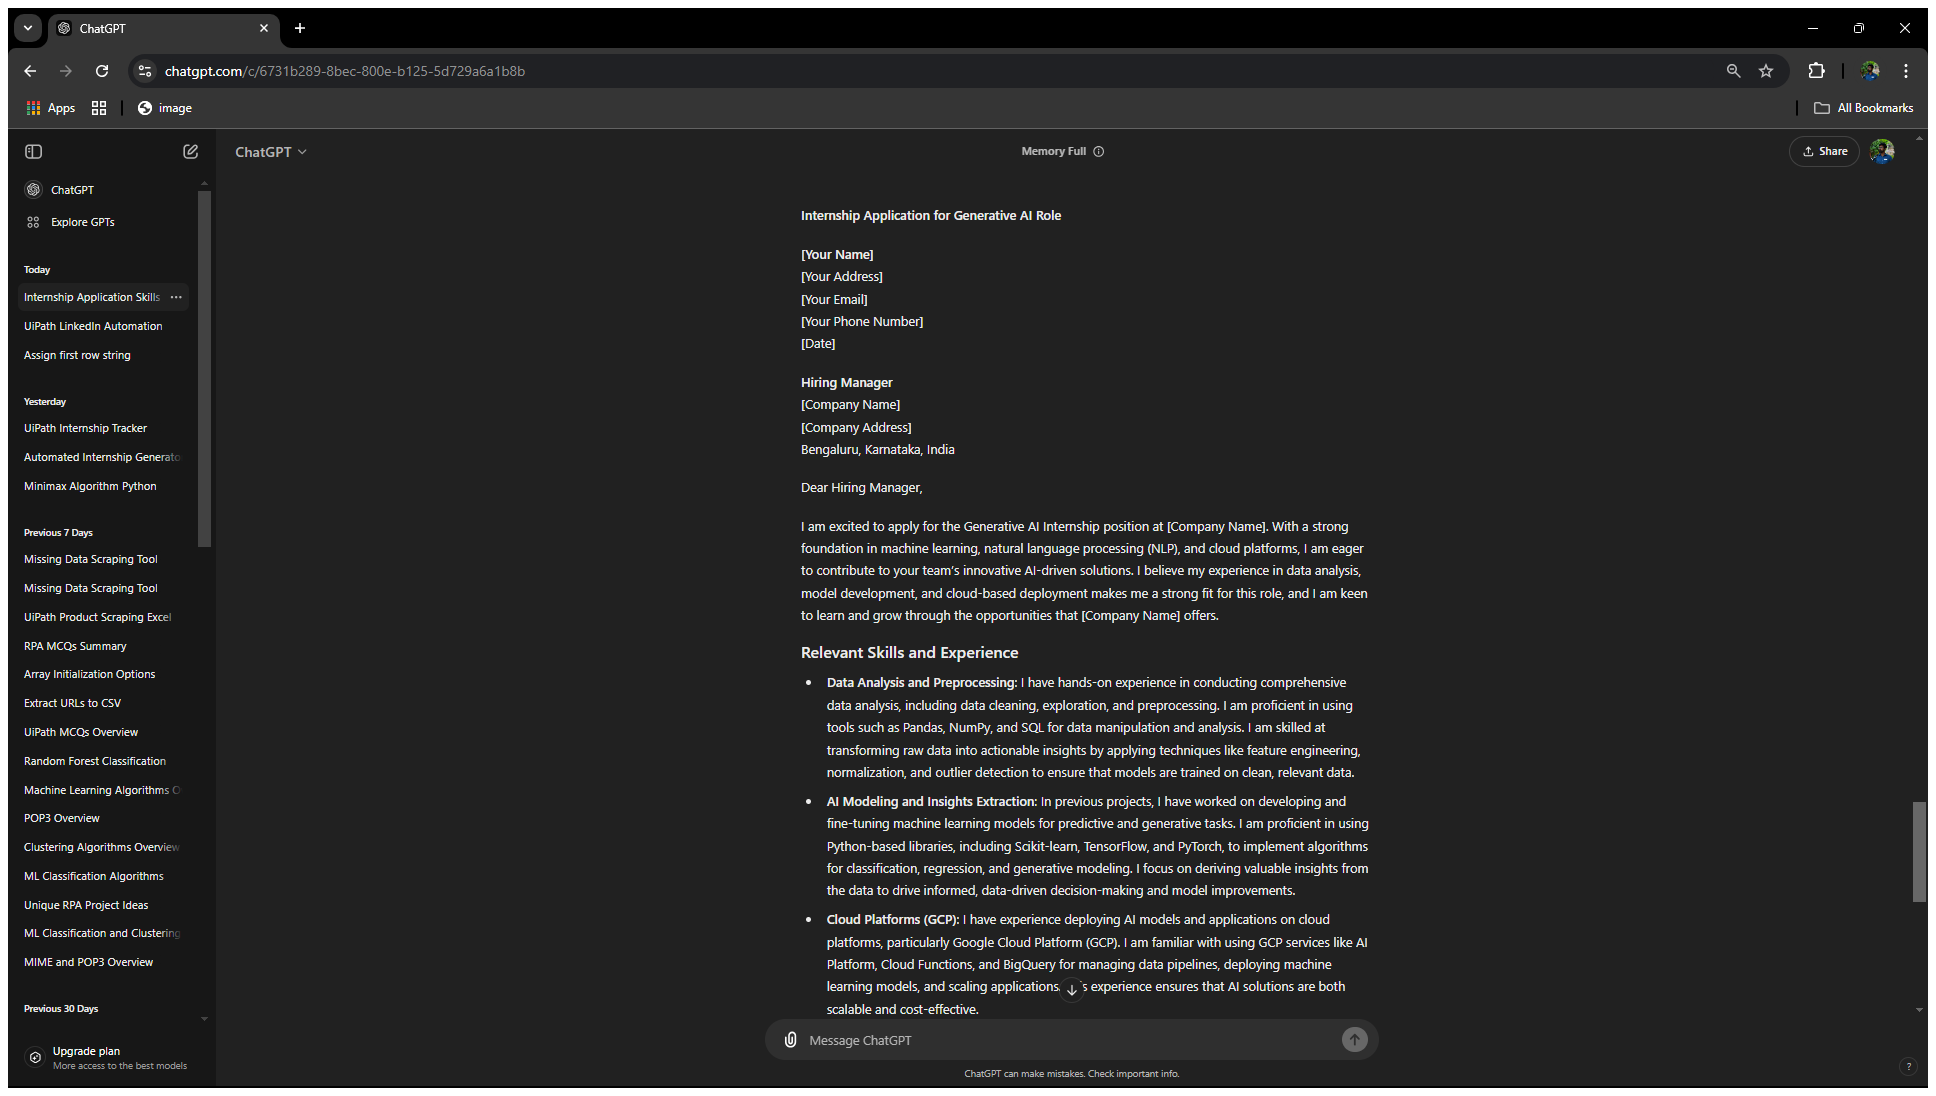 ChatGPT
chatgpt.com/c/6731b289-8bec-800e-b125-5d729a6a1b8b
Apps
image
All Bookmarks
ChatGPT
Explore GPTs
Today
Internship Application Skills
UiPath LinkedIn Automation
Assign first row string
Yesterday
UiPath Internship Tracker
Automated Internship Generato
Minimax Algorithm Python
Previous 7 Days
Missing Data Scraping Tool
Missing Data Scraping Tool
UiPath Product Scraping Excel
RPA MCQs Summary
Array Initialization Options
Extract URLs to CSV
UiPath MCQs Overview
Random Forest Classification
Machine Learning Algorithms O
POP3 Overview
Clustering Algorithms Overview
ML Classification Algorithms
Unique RPA Project Ideas
ML Classification and Clustering
MIME and POP3 Overview
Previous 30 Days
Upgrade plan
More access to the best models
ChatGPT
Memory Full
Share
Internship Application for Generative AI Role
[Your Name]
[Your Address]
[Your Email]
[Your Phone Number]
[Date]
Hiring Manager
[Company Name]
[Company Address]
Bengaluru, Karnataka, India
Dear Hiring Manager,
I am excited to apply for the Generative AI Internship position at [Company Name]. With a strong
foundation in machine learning, natural language processing (NLP), and cloud platforms, I am eager
to contribute to your team's innovative AI-driven solutions. I believe my experience in data analysis,
model development, and cloud-based deployment makes me a strong fit for this role, and I am keen
to learn and grow through the opportunities that [Company Name] offers.
Relevant Skills and Experience
• Data Analysis and Preprocessing: I have hands-on experience in conducting comprehensive
data analysis, including data cleaning, exploration, and preprocessing. I am proficient in using
tools such as Pandas, NumPy, and SQL for data manipulation and analysis. I am skilled at
transforming raw data into actionable insights by applying techniques like feature engineering,
normalization, and outlier detection to ensure that models are trained on clean, relevant data.
• AI Modeling and Insights Extraction: In previous projects, I have worked on developing and
fine-tuning machine learning models for predictive and generative tasks. I am proficient in using
Python-based libraries, including Scikit-learn, TensorFlow, and PyTorch, to implement algorithms
for classification, regression, and generative modeling. I focus on deriving valuable insights from
the data to drive informed, data-driven decision-making and model improvements.
• Cloud Platforms (GCP): I have experience deploying AI models and applications on cloud
platforms, particularly Google Cloud Platform (GCP). I am familiar with using GCP services like AI
Platform, Cloud Functions, and BigQuery for managing data pipelines, deploying machine
learning models, and scaling applications. s experience ensures that AI solutions are both
scalable and cost-effective.
Message ChatGPT
ChatGPT can make mistakes. Check important info.
?